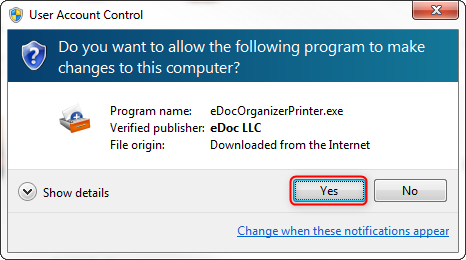 User Account Control
Do you want to allow the following program to make
changes to this computer?
Program name: eDocOrganizerPrinter.exe
Verified publisher: eDoc LLC
File origin: Downloaded from the Internet
Show details Yes No
Change when these notifications appear